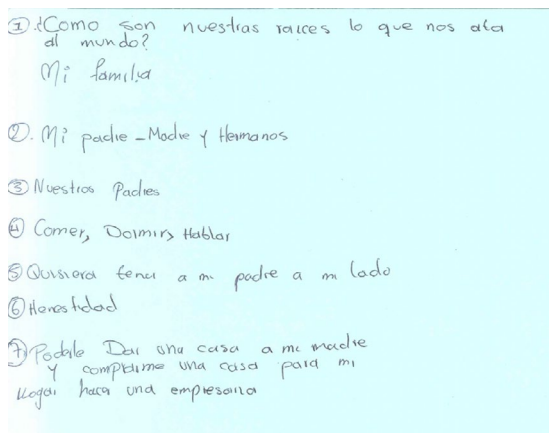 ①.¿Como son nuestras raices lo que nos ata
al mundo?
Mi familia
②. Mi padre - Madre y Hermanos
③ Nuestros Padres
④ Comer, Dormir, Hablar
⑤ Quisiera tener a mi padre a mi lado
⑥ Honestidad
⑦ Poderle Dar una casa a mi madre
y comprarme una casa para mi
llegar hacer una empresaria